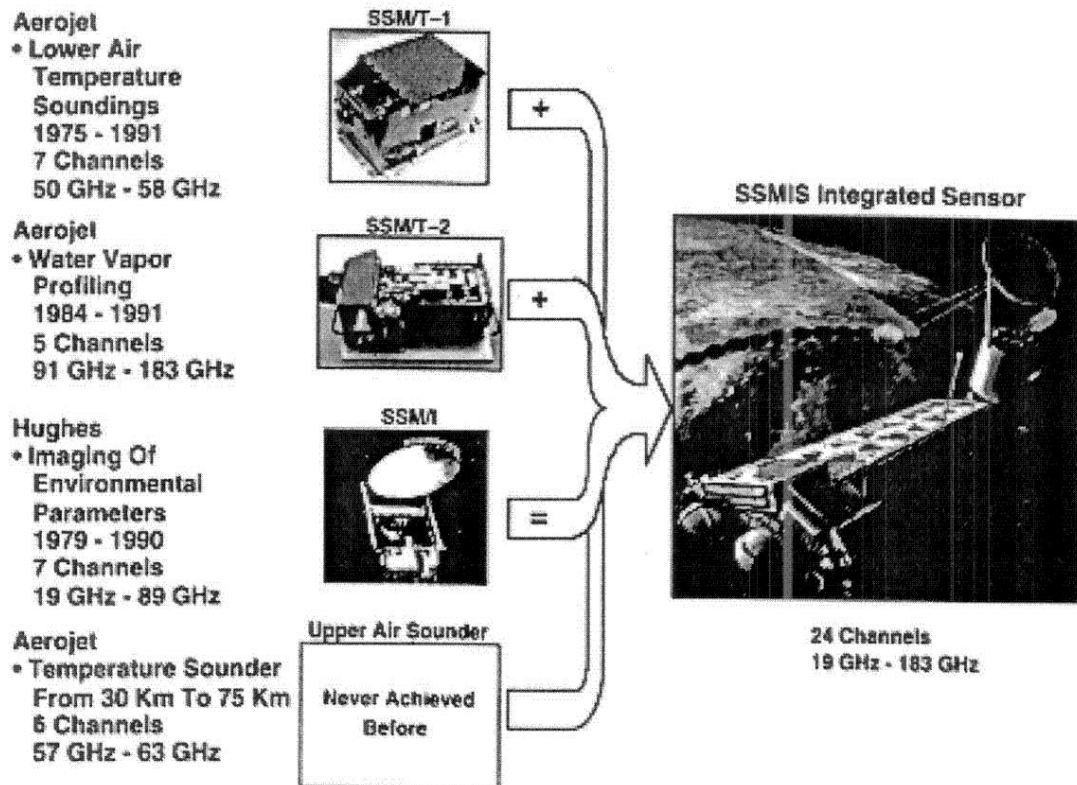 Aerojet
• Lower Air
Temperature
Soundings
1975 - 1991
7 Channels
50 GHz - 58 GHz
SSM/T-1
+
Aerojet
• Water Vapor
Profiling
1984 - 1991
5 Channels
91 GHz - 183 GHz
SSM/T-2
+
Hughes
• Imaging Of
Environmental
Parameters
1979 - 1990
7 Channels
19 GHz - 89 GHz
SSM/I
=
Aerojet
• Temperature Sounder
From 30 Km To 75 Km
6 Channels
57 GHz - 63 GHz
Upper Air Sounder
Never Achieved
Before
SSMIS Integrated Sensor
24 Channels
19 GHz - 183 GHz